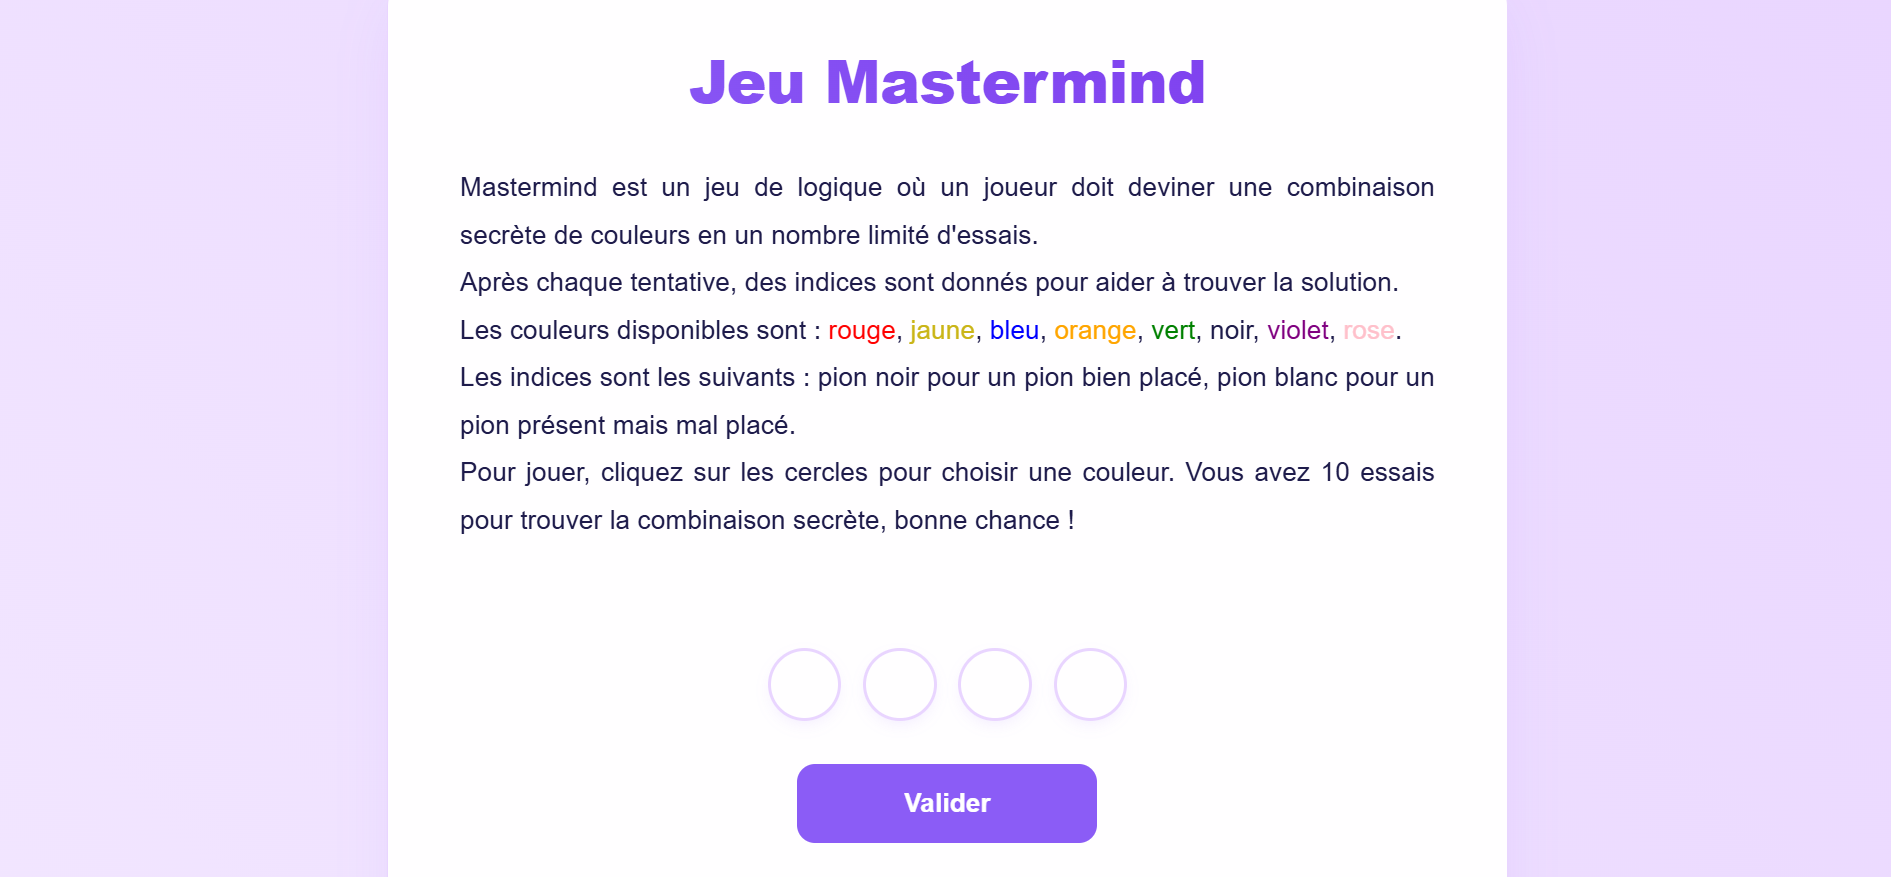 Jeu Mastermind
Mastermind est un jeu de logique où un joueur doit deviner une combinaison
secrète de couleurs en un nombre limité d'essais.
Après chaque tentative, des indices sont donnés pour aider à trouver la solution.
Les couleurs disponibles sont : rouge, jaune, bleu, orange, vert, noir, violet, rose.
Les indices sont les suivants : pion noir pour un pion bien placé, pion blanc pour un
pion présent mais mal placé.
Pour jouer, cliquez sur les cercles pour choisir une couleur. Vous avez 10 essais
pour trouver la combinaison secrète, bonne chance !
Valider